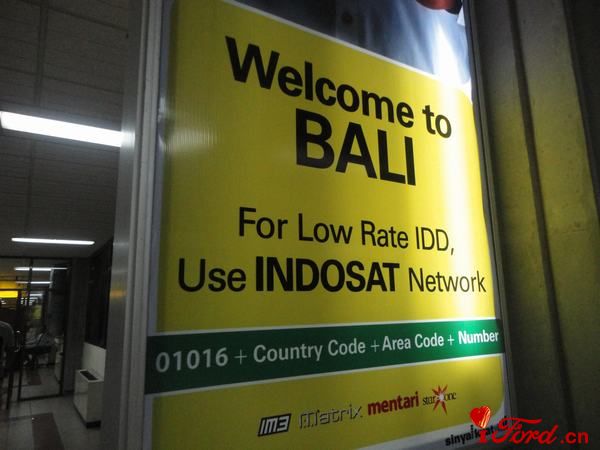 Welcome to
BALI
For Low Rate IDD,
Use INDOSAT Network
01016 + Country Code + Area Code + Number
IM3 Matrix mentari starone
iFord.cn